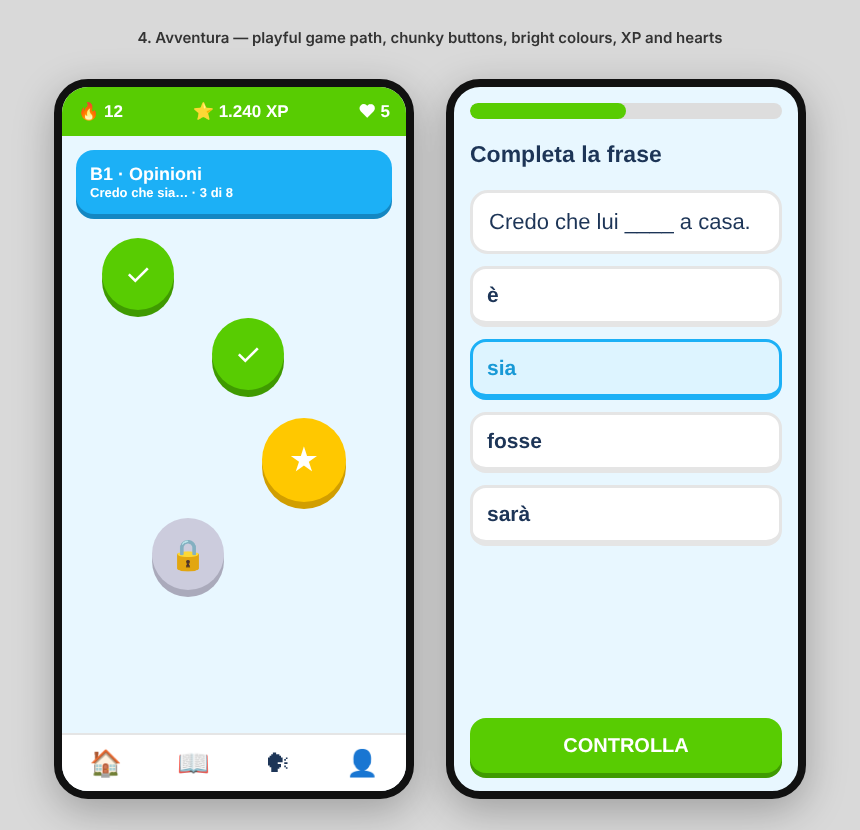 4. Avventura — playful game path, chunky buttons, bright colours, XP and hearts
12
1.240 XP
5
B1 · Opinioni
Credo che sia… · 3 di 8
Completa la frase
Credo che lui ____ a casa.
è
sia
fosse
sarà
CONTROLLA